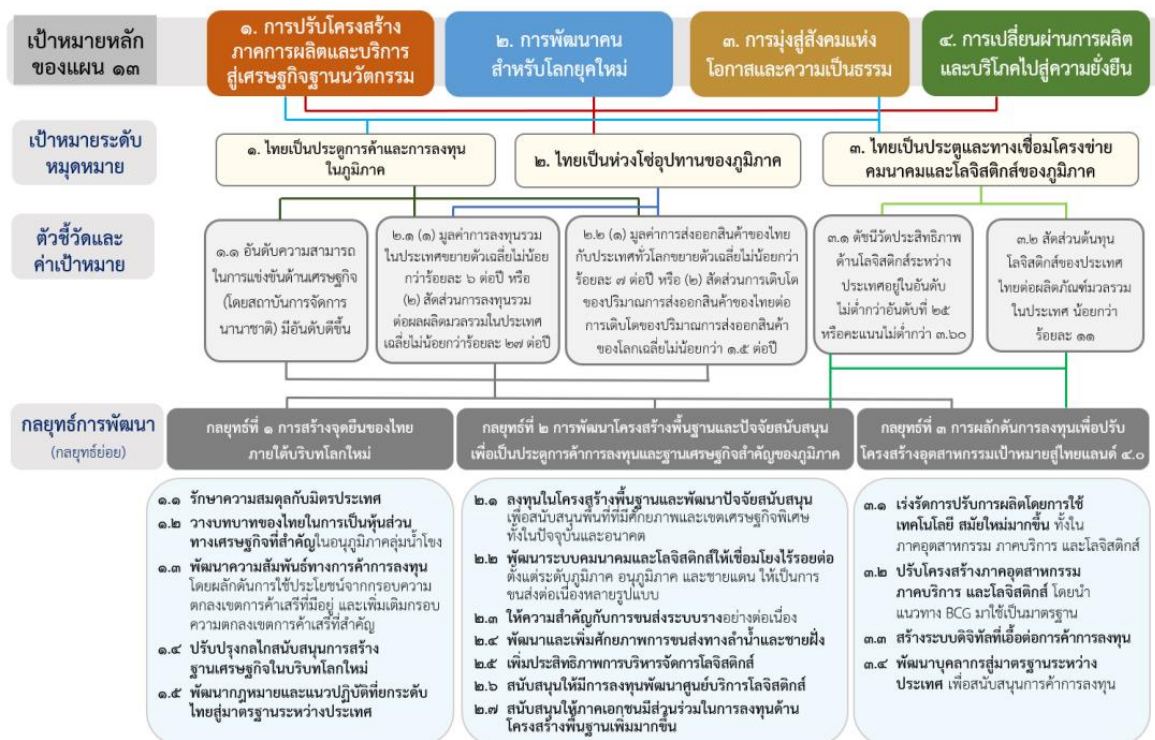 เป้าหมายหลัก
ของแผน ๑๓
๑. การปรับโครงสร้าง
ภาคการผลิตและบริการ
สู่เศรษฐกิจฐานนวัตกรรม
๒. การพัฒนาคน
สำหรับโลกยุคใหม่
๓. การมุ่งสู่สังคมแห่ง
โอกาสและความเป็นธรรม
๔. การเปลี่ยนผ่านการผลิต
และบริโภคไปสู่ความยั่งยืน
เป้าหมายระดับ
หมุดหมาย
๑. ไทยเป็นประตูการค้าและการลงทุน
ในภูมิภาค
๒. ไทยเป็นห่วงโซ่อุปทานของภูมิภาค
๓. ไทยเป็นประตูและทางเชื่อมโครงข่าย
คมนาคมและโลจิสติกส์ของภูมิภาค
ตัวชี้วัดและ
ค่าเป้าหมาย
๑.๑ อันดับความสามารถ
ในการแข่งขันด้านเศรษฐกิจ
(โดยสถาบันการจัดการ
นานาชาติ) มีอันดับดีขึ้น
๒.๑ (๑) มูลค่าการลงทุนรวม
ในประเทศขยายตัวเฉลี่ยไม่น้อย
กว่าร้อยละ ๖ ต่อปี หรือ
(๒) สัดส่วนการลงทุนรวม
ต่อผลผลิตมวลรวมในประเทศ
เฉลี่ยไม่น้อยกว่าร้อยละ ๒๗ ต่อปี
๒.๒ (๑) มูลค่าการส่งออกสินค้าของไทย
กับประเทศทั่วโลกขยายตัวเฉลี่ยไม่น้อยกว่า
ร้อยละ ๗ ต่อปี หรือ (๒) สัดส่วนการเติบโต
ของปริมาณการส่งออกสินค้าของไทยต่อ
การเติบโตของปริมาณการส่งออกสินค้า
ของโลกเฉลี่ยไม่น้อยกว่า ๑.๕ ต่อปี
๓.๑ ดัชนีวัดประสิทธิภาพ
ด้านโลจิสติกส์ระหว่าง
ประเทศอยู่ในอันดับ
ไม่ต่ำกว่าอันดับที่ ๒๕
หรือคะแนนไม่ต่ำกว่า ๓.๖๐
๓.๒ สัดส่วนต้นทุน
โลจิสติกส์ของประเทศ
ไทยต่อผลิตภัณฑ์มวลรวม
ในประเทศ น้อยกว่า
ร้อยละ ๑๑
กลยุทธ์การพัฒนา
(กลยุทธ์ย่อย)
กลยุทธ์ที่ ๑ การสร้างจุดยืนของไทย
ภายใต้บริบทโลกใหม่
กลยุทธ์ที่ ๒ การพัฒนาโครงสร้างพื้นฐานและปัจจัยสนับสนุน
เพื่อเป็นประตูการค้าการลงทุนและฐานเศรษฐกิจสำคัญของภูมิภาค
กลยุทธ์ที่ ๓ การผลักดันการลงทุนเพื่อปรับ
โครงสร้างอุตสาหกรรมเป้าหมายสู่ไทยแลนด์ ๔.๐
๑.๑ รักษาความสมดุลกับมิตรประเทศ
๑.๒ วางบทบาทของไทยในการเป็นหุ้นส่วน
ทางเศรษฐกิจที่สำคัญในอนุภูมิภาคลุ่มน้ำโขง
๑.๓ พัฒนาความสัมพันธ์ทางการค้าการลงทุน
โดยผลักดันการใช้ประโยชน์จากกรอบความ
ตกลงเขตการค้าเสรีที่มีอยู่ และเพิ่มเติมกรอบ
ความตกลงเขตการค้าเสรีที่สำคัญ
๑.๔ ปรับปรุงกลไกสนับสนุนการสร้าง
ฐานเศรษฐกิจในบริบทโลกใหม่
๑.๕ พัฒนากฎหมายและแนวปฏิบัติที่ยกระดับ
ไทยสู่มาตรฐานระหว่างประเทศ
๒.๑ ลงทุนในโครงสร้างพื้นฐานและพัฒนาปัจจัยสนับสนุน
เพื่อสนับสนุนพื้นที่ที่มีศักยภาพและเขตเศรษฐกิจพิเศษ
ทั้งในปัจจุบันและอนาคต
๒.๒ พัฒนาระบบคมนาคมและโลจิสติกส์ให้เชื่อมโยงไร้รอยต่อ
ตั้งแต่ระดับภูมิภาค อนุภูมิภาค และชายแดน ให้เป็นการ
ขนส่งต่อเนื่องหลายรูปแบบ
๒.๓ ให้ความสำคัญกับการขนส่งระบบรางอย่างต่อเนื่อง
๒.๔ พัฒนาและเพิ่มศักยภาพการขนส่งทางลำน้ำและชายฝั่ง
๒.๕ เพิ่มประสิทธิภาพการบริหารจัดการโลจิสติกส์
๒.๖ สนับสนุนให้มีการลงทุนพัฒนาศูนย์บริการโลจิสติกส์
๒.๗ สนับสนุนให้ภาคเอกชนมีส่วนร่วมในการลงทุนด้าน
โครงสร้างพื้นฐานเพิ่มมากขึ้น
๓.๑ เร่งรัดการปรับการผลิตโดยการใช้
เทคโนโลยี สมัยใหม่มากขึ้น ทั้งใน
ภาคอุตสาหกรรม ภาคบริการ และโลจิสติกส์
๓.๒ ปรับโครงสร้างภาคอุตสาหกรรม
ภาคบริการ และโลจิสติกส์ โดยนำ
แนวทาง BCG มาใช้เป็นมาตรฐาน
๓.๓ สร้างระบบดิจิทัลที่เอื้อต่อการค้าการลงทุน
๓.๔ พัฒนาบุคลากรสู่มาตรฐานระหว่าง
ประเทศ เพื่อสนับสนุนการค้าการลงทุน